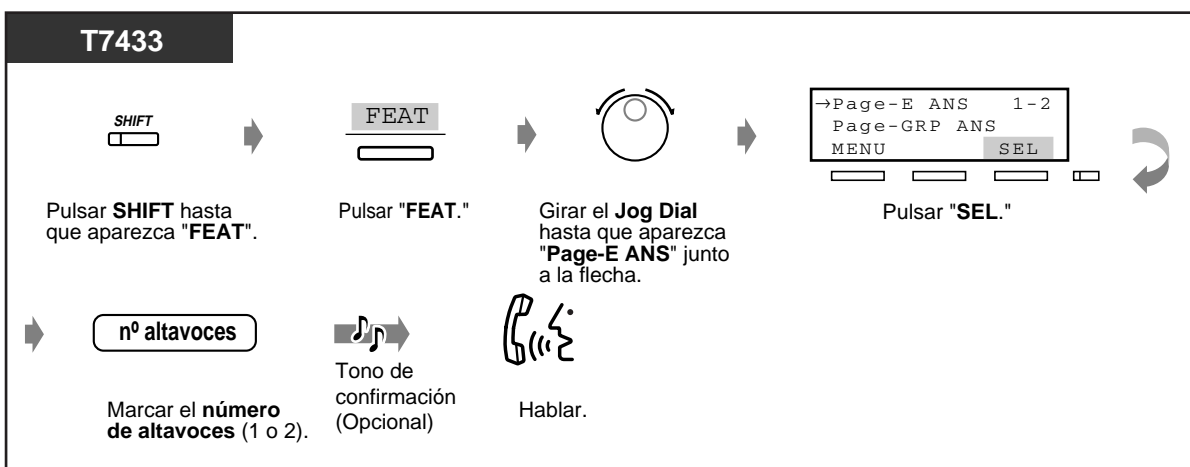 T7433
SHIFT
FEAT
→Page-E ANS 1-2
Page-GRP ANS
MENU SEL
Pulsar SHIFT hasta
que aparezca "FEAT".
Pulsar "FEAT."
Girar el Jog Dial
hasta que aparezca
"Page-E ANS" junto
a la flecha.
Pulsar "SEL."
nº altavoces
Marcar el número
de altavoces (1 o 2).
Tono de
confirmación
(Opcional)
Hablar.